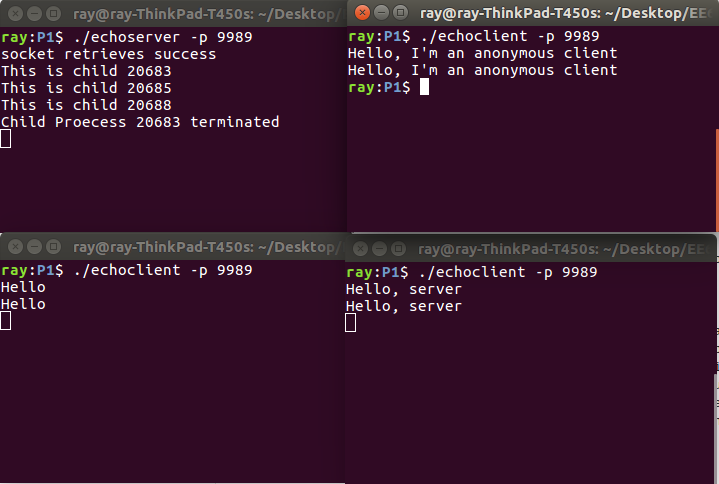 ray@ray-ThinkPad-T450s: ~/Desktop/
ray:P1$ ./echoserver -p 9989
socket retrieves success
This is child 20683
This is child 20685
This is child 20688
Child Proecess 20683 terminated
ray@ray-ThinkPad-T450s: ~/Desktop/EE
ray:P1$ ./echoclient -p 9989
Hello, I'm an anonymous client
Hello, I'm an anonymous client
ray:P1$
ray@ray-ThinkPad-T450s: ~/Desktop/
ray:P1$ ./echoclient -p 9989
Hello
Hello
ray@ray-ThinkPad-T450s: ~/Desktop/EE
ray:P1$ ./echoclient -p 9989
Hello, server
Hello, server